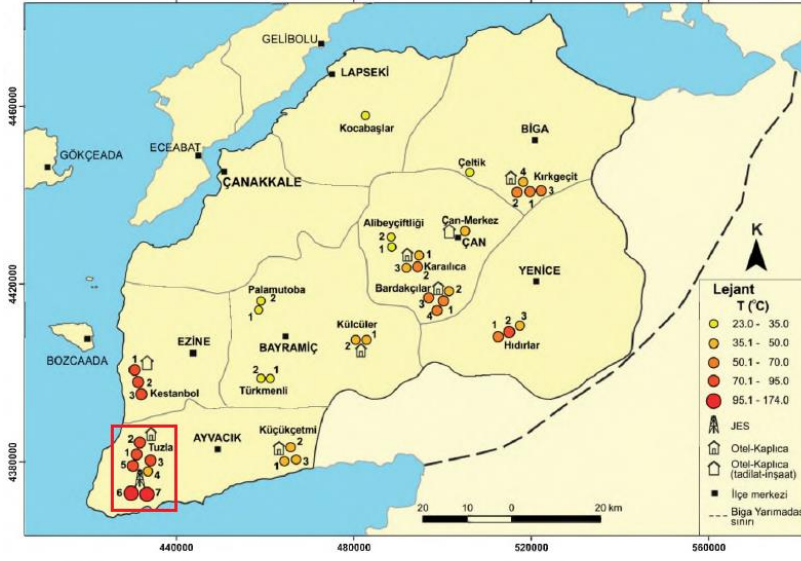 GELİBOLU
LAPSEKİ
4460000
Kocabaşlar
BİGA
ECEABAT
GÖKÇEADA
Çeltik
ÇANAKKALE
4
Kırkgeçit
2
1
3
Alibeyçiftliği
Çan-Merkez
2
1
ÇAN
K
1
3
2
Karailıca
4420000
Palamutoba
Bardakçılar
YENİCE
2
1
2
3
1
4
Külcüler
1
2
3
1
2
Hıdırlar
BOZCAADA
EZİNE
BAYRAMİÇ
1
2
3
Kestanbol
2
1
Türkmenli
Küçükçetmi
AYVACIK
2
1
3
2
Tuzla
1
3
5
4
6
7
4380000
20
10
0
20 km
440000
480000
520000
560000
Lejant
T (°C)
23.0 - 35.0
35.1 - 50.0
50.1 - 70.0
70.1 - 95.0
95.1 - 174.0
JES
Otel-Kaplıca
Otel-Kaplıca
(tadilat-inşaat)
İlçe merkezi
Biga Yarımadası
sınırı